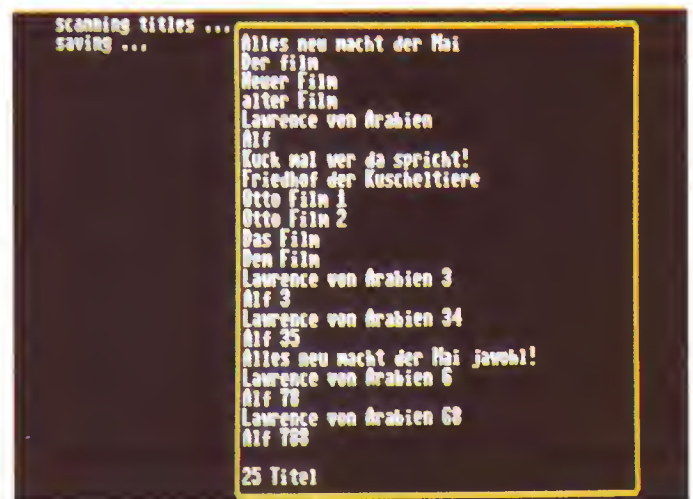 scanning titles ...
saving ...
Alles neu macht der Mai
Der film
Neuer Film
alter Film
Lawrence von Arabien
Alf
Kuck mal wer da spricht!
Friedhof der Kuscheltiere
Otto Film 1
Otto Film 2
Das Film
Den Film
Lawrence von Arabien 3
Alf 3
Lawrence von Arabien 34
Alf 35
Alles neu macht der Mai jawohl!
Lawrence von Arabien 6
Alf 78
Lawrence von Arabien 68
Alf 788
25 Titel